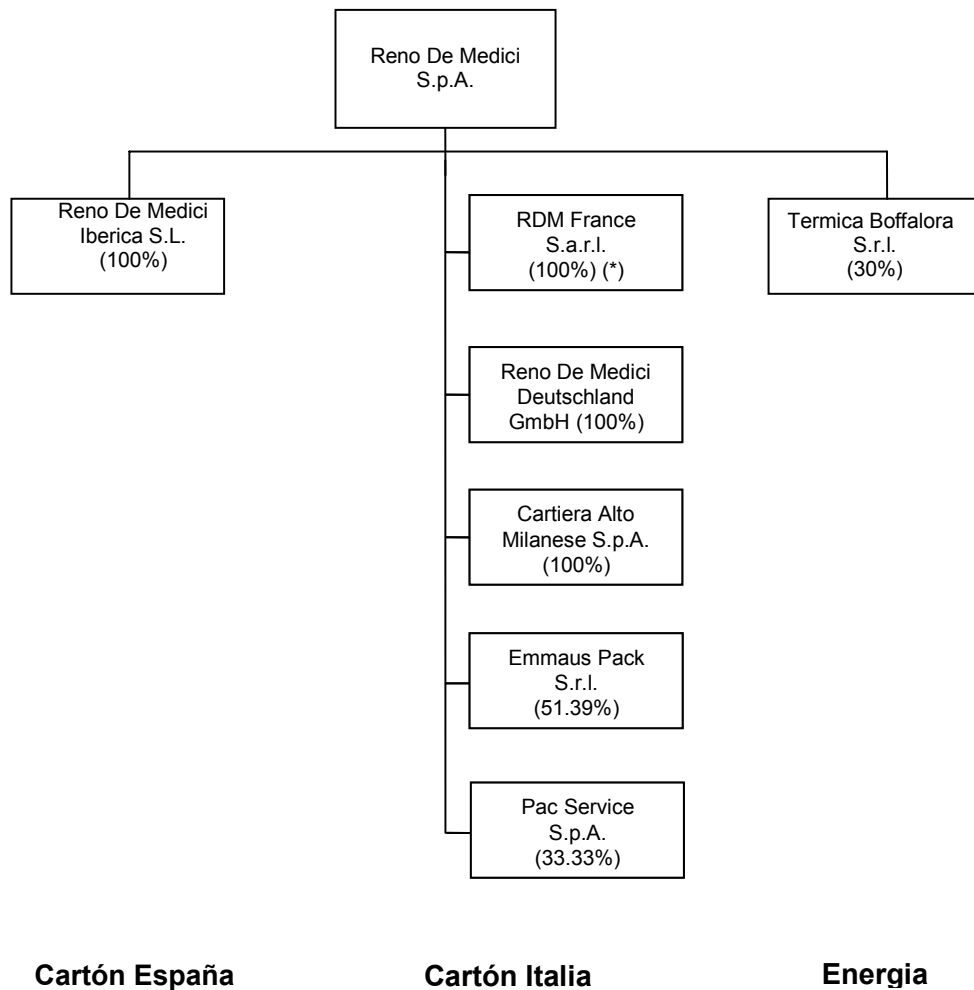 Reno De Medici
S.p.A.
Reno De Medici
Iberica S.L.
(100%)
RDM France
S.a.r.l.
(100%) (*)
Termica Boffalora
S.r.l.
(30%)
Reno De Medici
Deutschland
GmbH (100%)
Cartiera Alto
Milanese S.p.A.
(100%)
Emmaus Pack
S.r.l.
(51.39%)
Pac Service
S.p.A.
(33.33%)
Cartón España
Cartón Italia
Energia